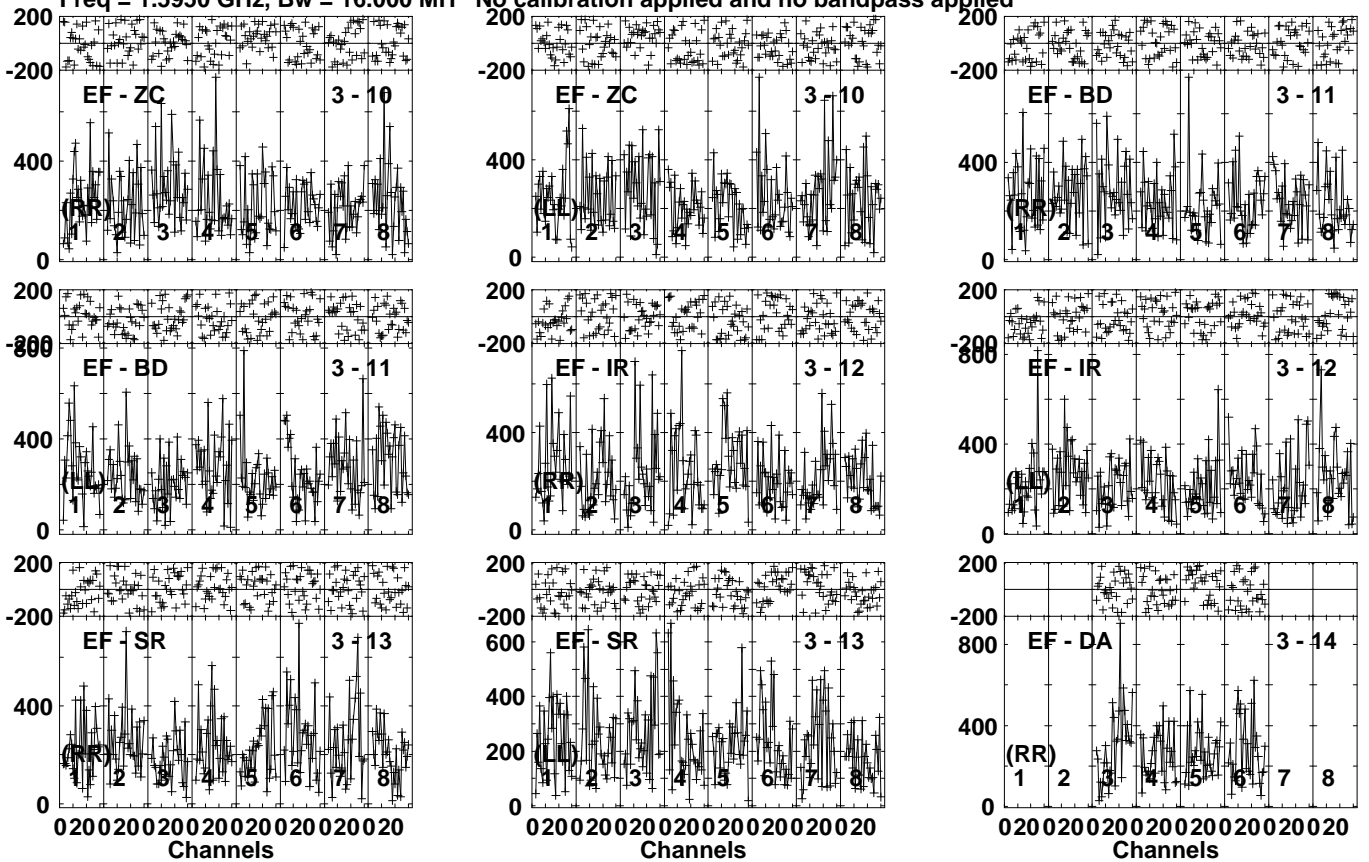 Freq = 1.5950 GHz, Bw = 16.000 MH No calibration applied and no bandpass applied
200 200 200
-200 -200 -200
EF - ZC 3 - 10 EF - ZC 3 - 10 EF - BD 3 - 11
400 400 400
(RR) (LL) (RR)
1 2 3 4 5 6 7 8 1 2 3 4 5 6 7 8 1 2 3 4 5 6 7 8
0 0 0
200 200 200
-200 -200 -200
800 800
EF - BD 3 - 11 EF - IR 3 - 12 EF - IR 3 - 12
400 400 400
(LL) (RR) (LL)
1 2 3 4 5 6 7 8 1 2 3 4 5 6 7 8 1 2 3 4 5 6 7 8
0 0 0
200 200 200
-200 -200 -200
EF - SR 3 - 13 EF - SR 3 - 13 EF - DA 3 - 14
600 800
400 400 400
200
(RR) (LL) (RR)
1 2 3 4 5 6 7 8 1 2 3 4 5 6 7 8 1 2 3 4 5 6 7 8
0 0 0
0 20 0 20 0 20 0 20 0 20 0 20 0 20 0 20 0 20 0 20 0 20 0 20 0 20 0 20 0 20 0 20 0 20 0 20 0 20 0 20 0 20 0 20 0 20 0 20
Channels Channels Channels